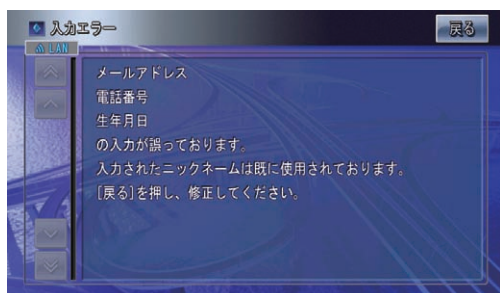 入力エラー
戻る
LAN
メールアドレス
電話番号
生年月日
の入力が誤っております。
入力されたニックネームは既に使用されております。
[戻る]を押し、修正してください。